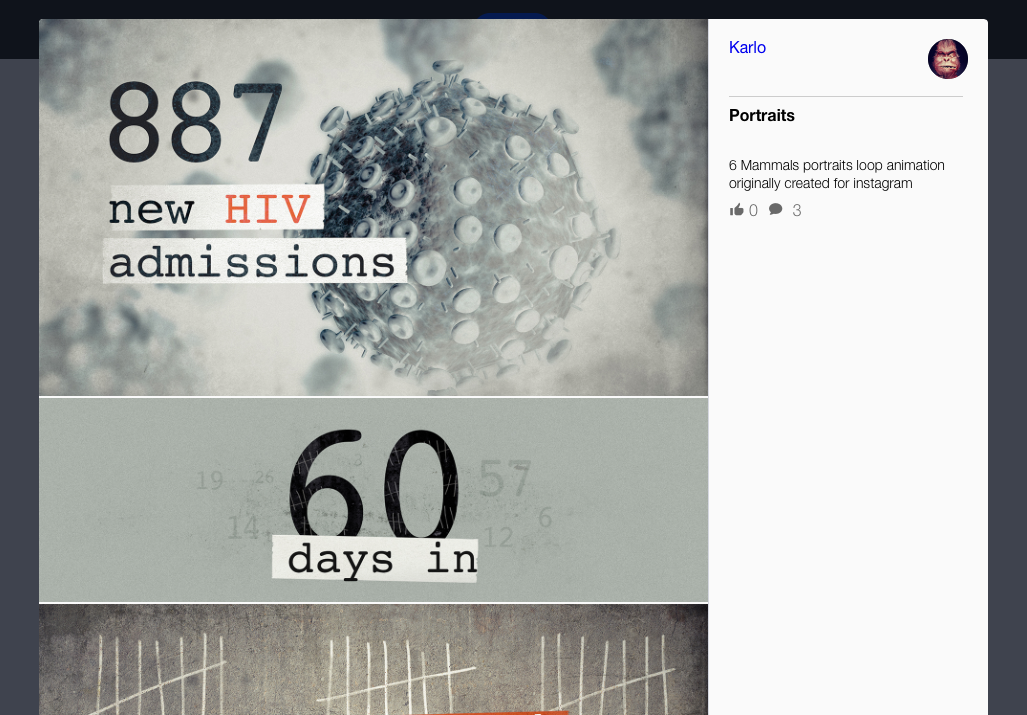 887
new HIV
admissions
Karlo
Portraits
6 Mammals portraits loop animation
originally created for instagram
0 3
60
19 26 3 57
14 12 6
days in